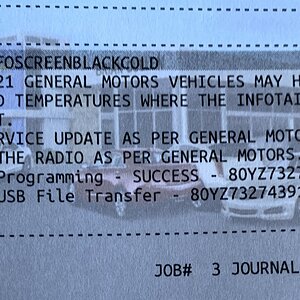 FOSCREENBLACKCOLD
21 GENERAL MOTORS VEHICLES MAY H
D TEMPERATURES WHERE THE INFOTAI
T.
RVICE UPDATE AS PER GENERAL MOTO
THE RADIO AS PER GENERAL MOTORS
Programming - SUCCESS - 80YZ7327
USB File Transfer - 80YZ7327439
JOB# 3 JOURNAL